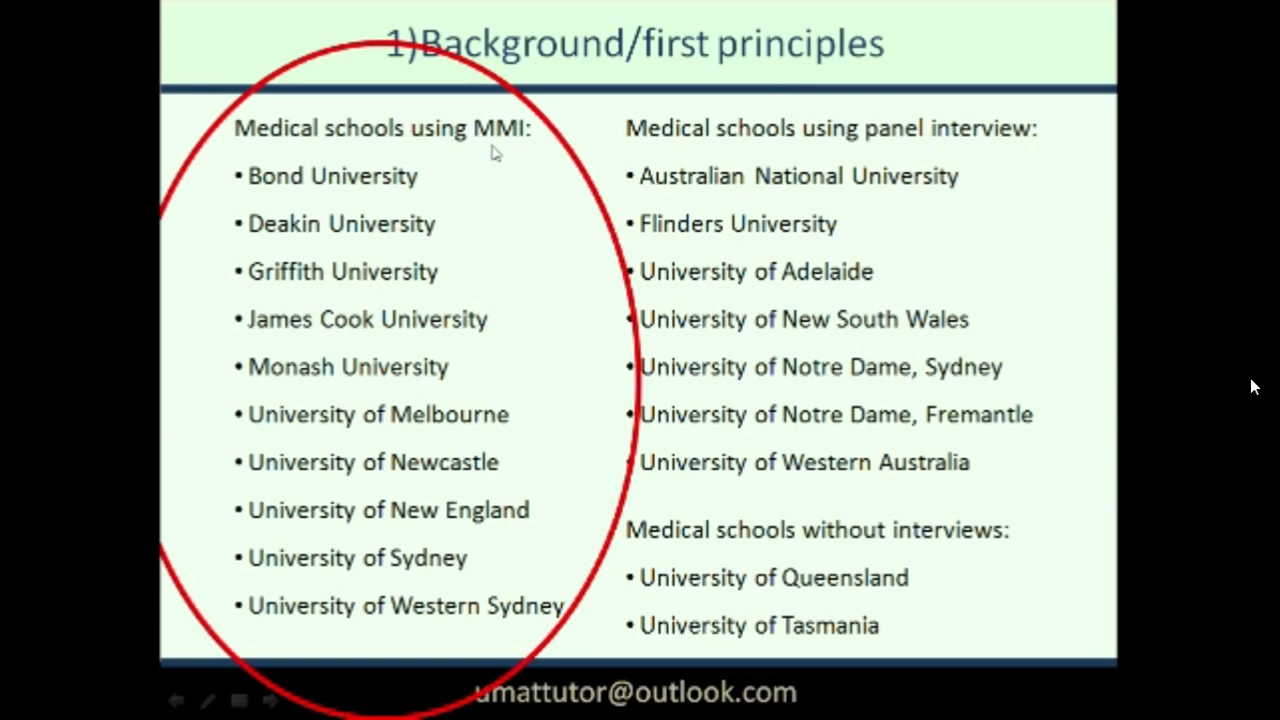 1)Background/first principles
Medical schools using MMI:
• Bond University
• Deakin University
• Griffith University
• James Cook University
• Monash University
• University of Melbourne
• University of Newcastle
• University of New England
• University of Sydney
• University of Western Sydney
Medical schools using panel interview:
• Australian National University
• Flinders University
• University of Adelaide
• University of New South Wales
• University of Notre Dame, Sydney
• University of Notre Dame, Fremantle
• University of Western Australia
Medical schools without interviews:
• University of Queensland
• University of Tasmania
umattutor@outlook.com